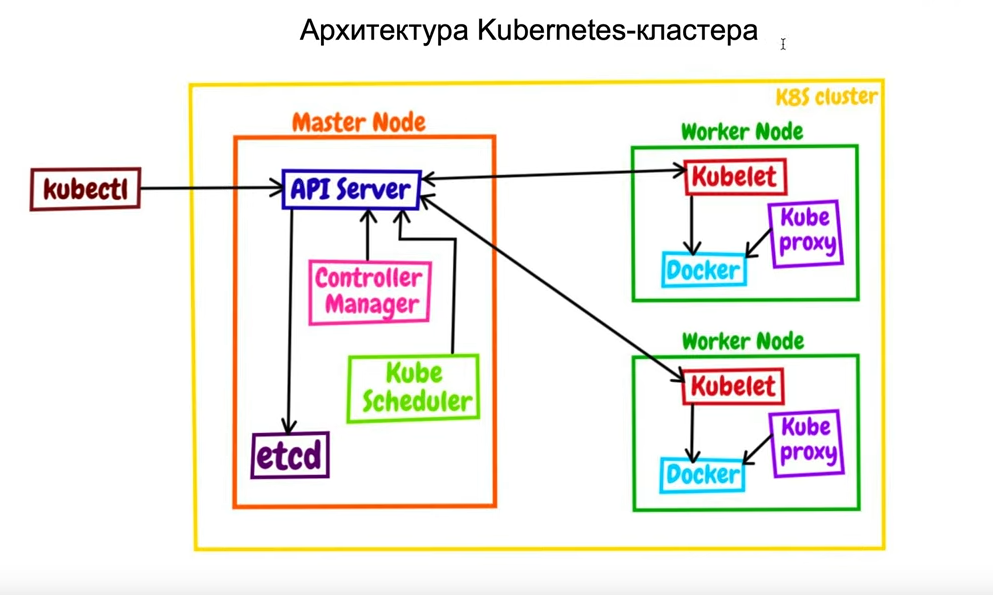 Архитектура Kubernetes-кластера
K8S cluster
Master Node
kubectl
API Server
Controller
Manager
Kube
Scheduler
etcd
Worker Node
Kubelet
Kube
proxy
Docker
Worker Node
Kubelet
Kube
proxy
Docker